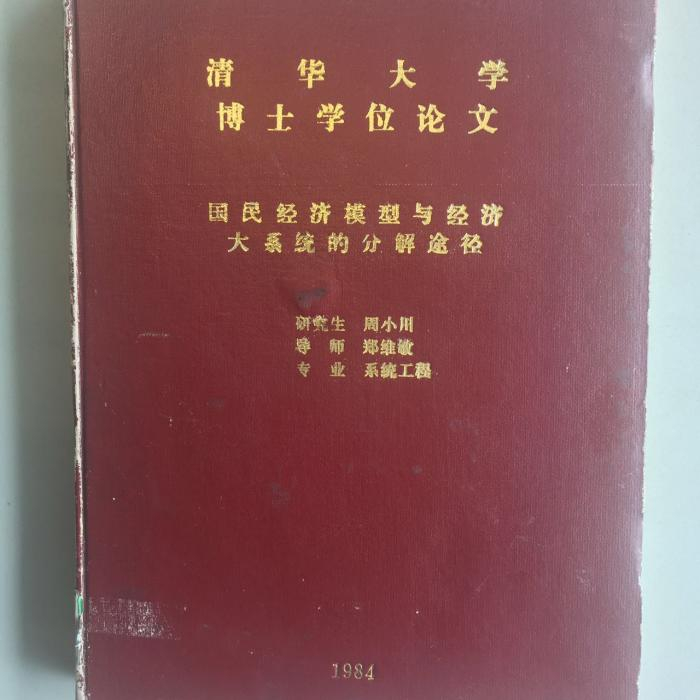 清华大学
博士学位论文
国民经济模型与经济
大系统的分解途径
研究生 周小川
导师 郑维敏
专业 系统工程
1984